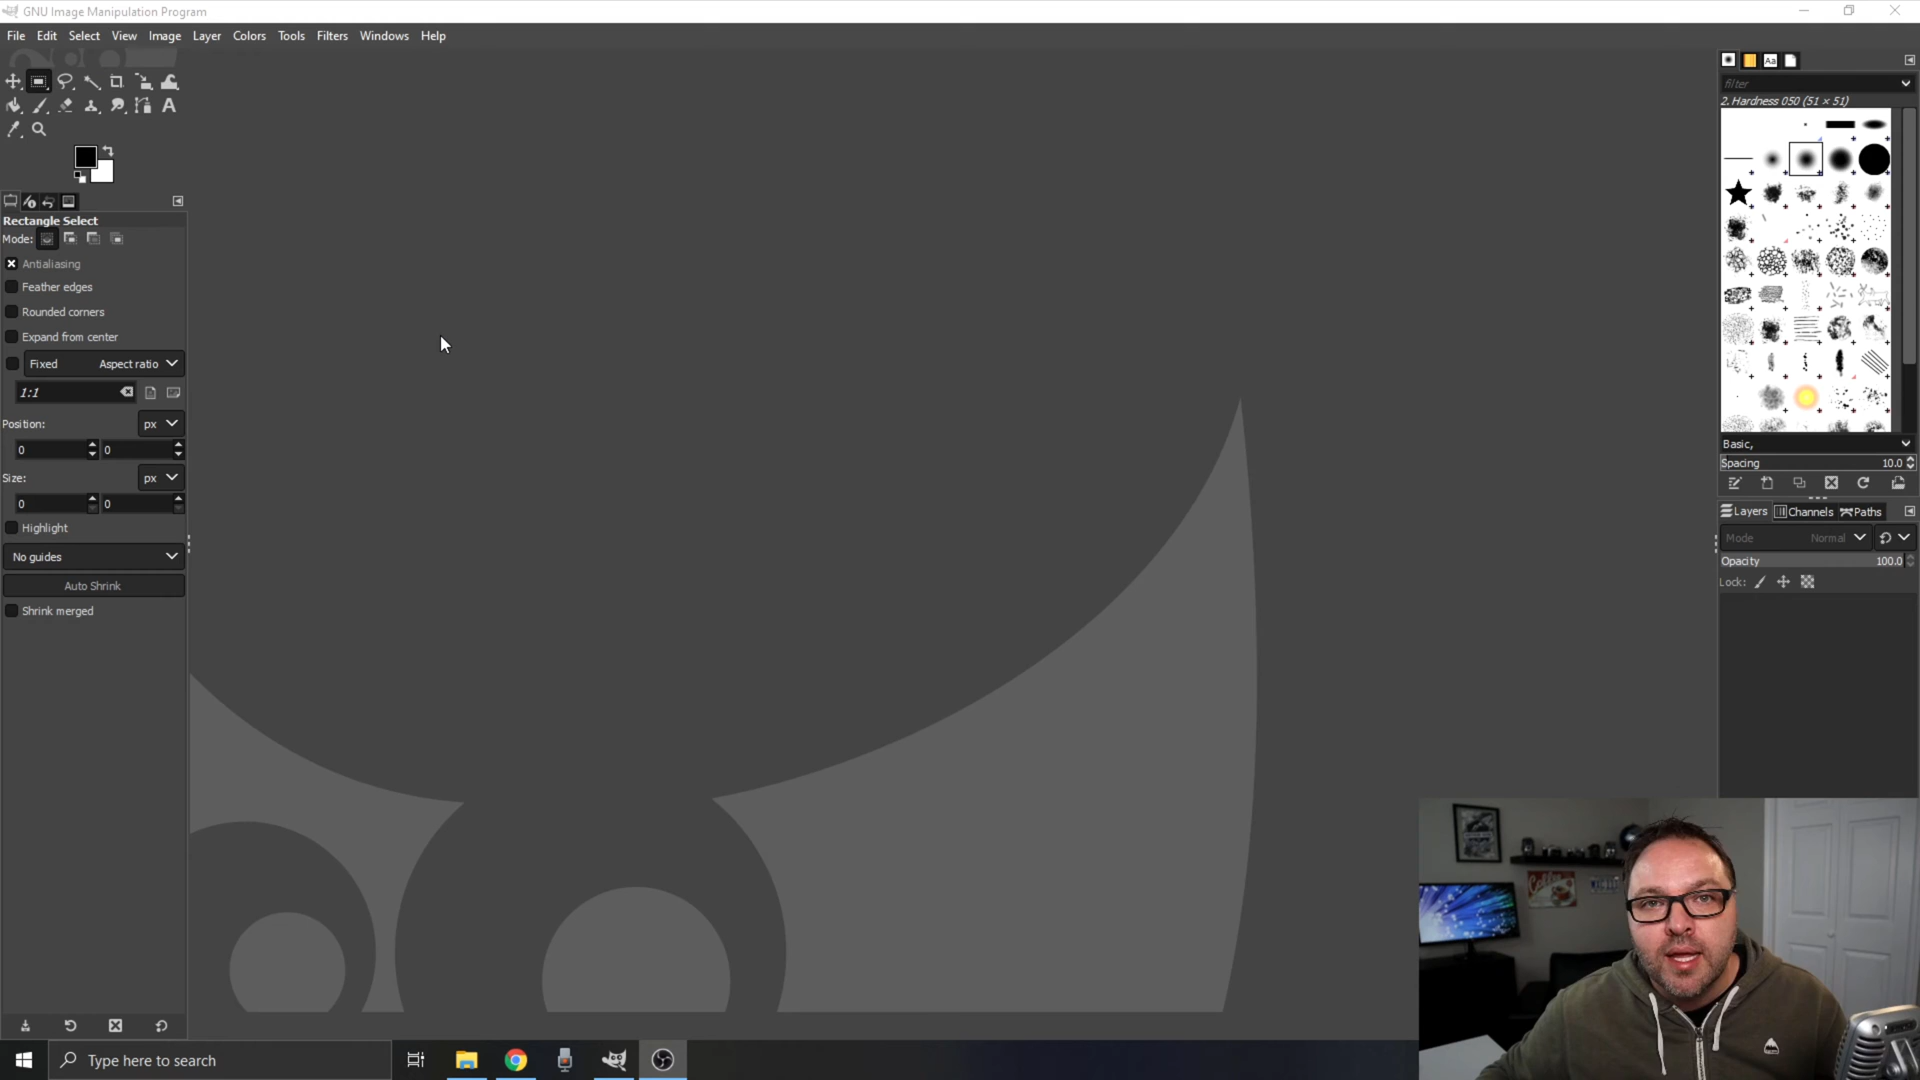 GNU Image Manipulation Program
File Edit Select View Image Layer Colors Tools Filters Windows Help
filter
2. Hardness 050 (51 × 51)
Rectangle Select
Mode:
Antialiasing
Feather edges
Rounded corners
Expand from center
Fixed Aspect ratio
1:1
Position: px
0 0
Size: px
0 0
Highlight
No guides
Auto Shrink
Shrink merged
Aa
Basic,
Spacing 10.0
Layers Channels Paths
Mode Normal
Opacity 100.0
Lock:
Coffee
Type here to search